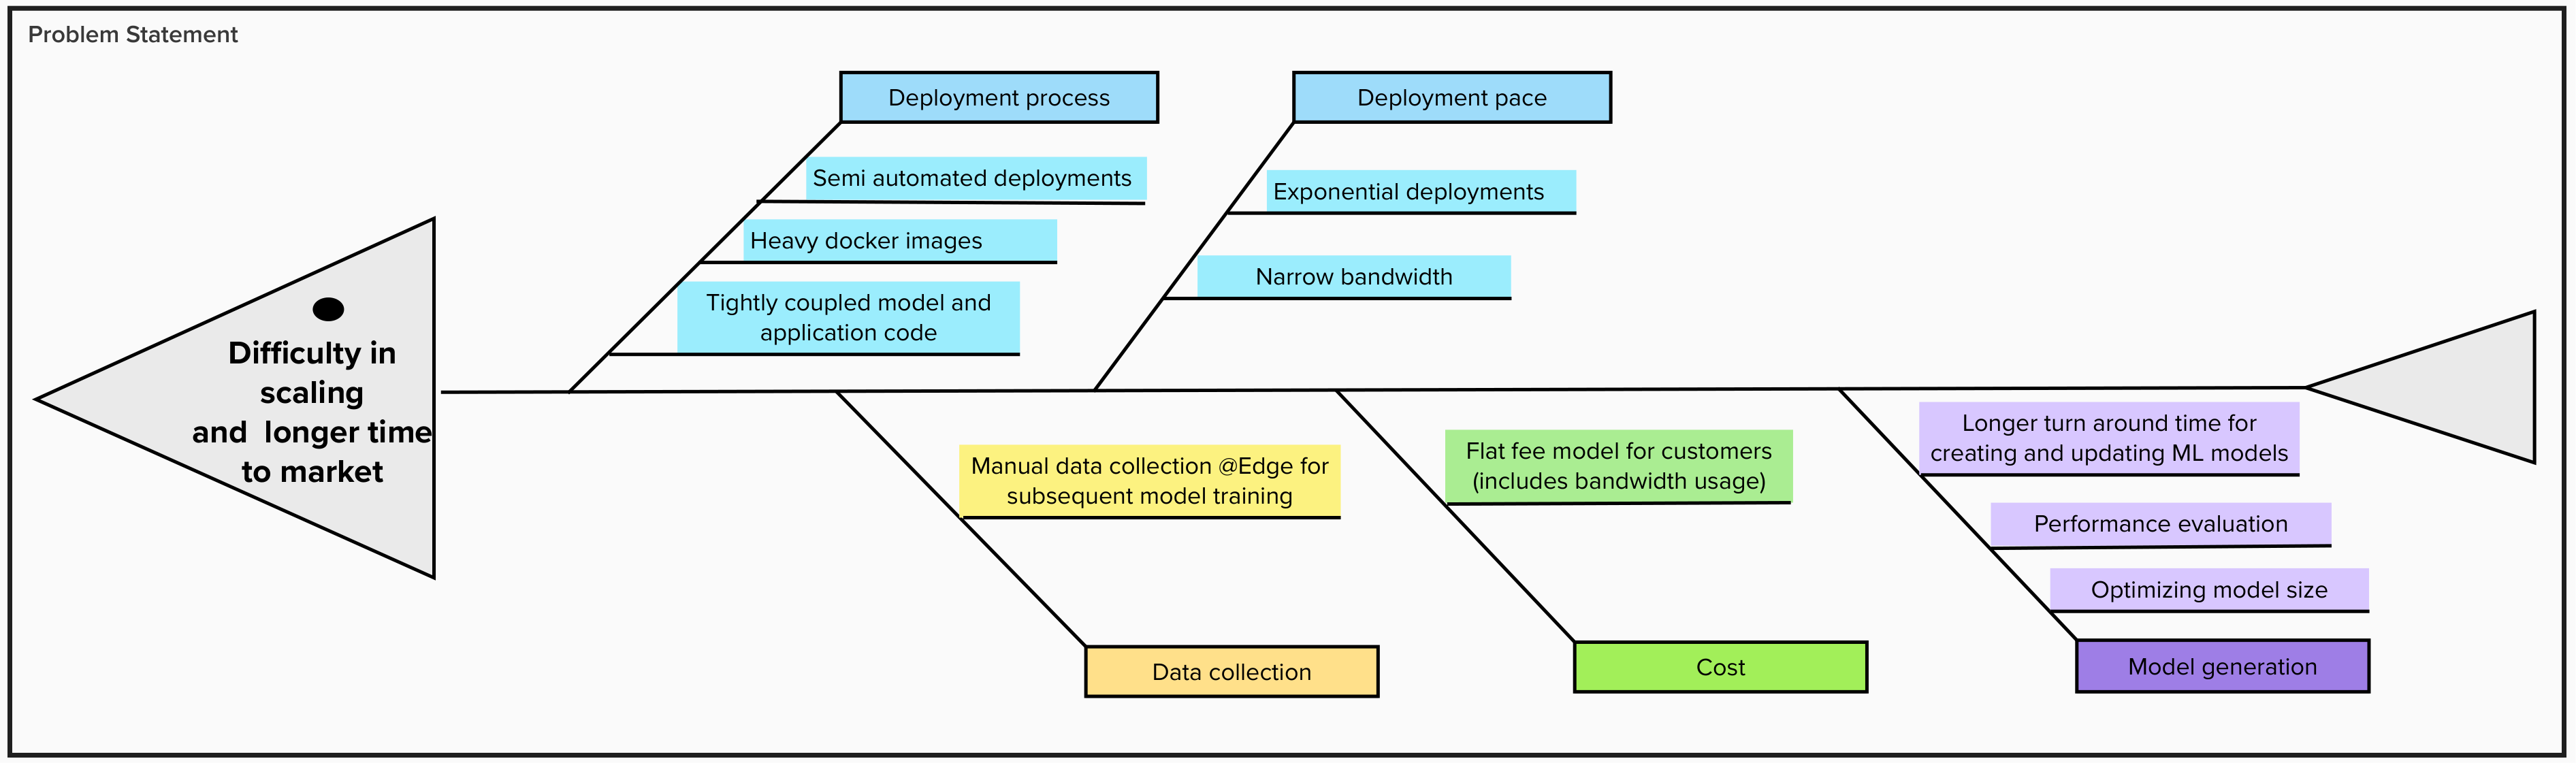 Problem Statement
Deployment process
Deployment pace
Semi automated deployments
Exponential deployments
Heavy docker images
Narrow bandwidth
Tightly coupled model and
application code
Difficulty in
scaling
and longer time
to market
Manual data collection @Edge for
subsequent model training
Flat fee model for customers
(includes bandwidth usage)
Longer turn around time for
creating and updating ML models
Performance evaluation
Optimizing model size
Data collection
Cost
Model generation